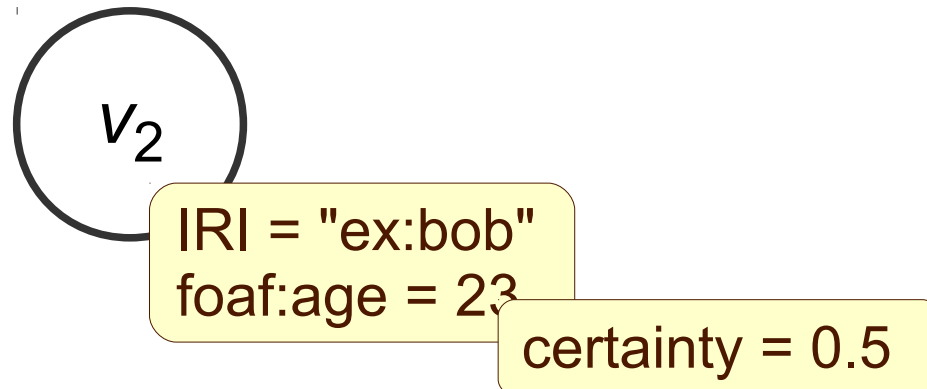 v₂
IRI = "ex:bob"
foaf:age = 23
certainty = 0.5